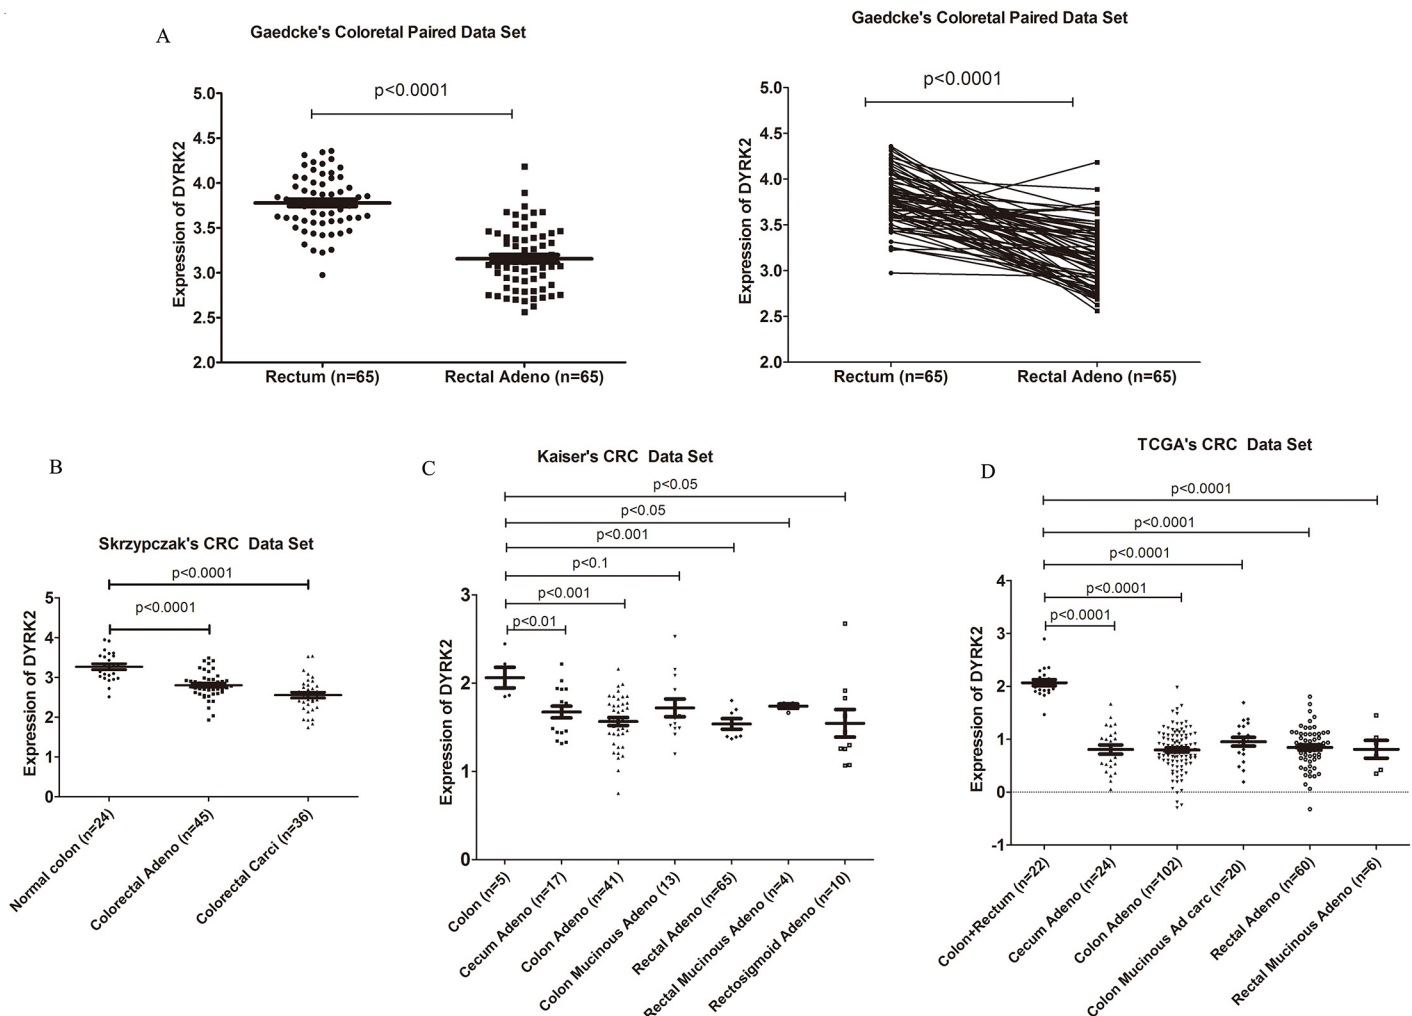 A
Gaedcke's Coloretal Paired Data Set
p<0.0001
Expression of DYRK2
5.0
4.5
4.0
3.5
3.0
2.5
2.0
Rectum (n=65)
Rectal Adeno (n=65)
Gaedcke's Coloretal Paired Data Set
p<0.0001
Expression of DYRK2
5.0
4.5
4.0
3.5
3.0
2.5
2.0
Rectum (n=65)
Rectal Adeno (n=65)
B
Skrzypczak's CRC Data Set
p<0.0001
p<0.0001
Expression of DYRK2
5
4
3
2
1
0
Normal colon (n=24)
Colorectal Adeno (n=45)
Colorectal Carci (n=36)
C
Kaiser's CRC Data Set
p<0.05
p<0.05
p<0.001
p<0.1
p<0.001
p<0.01
Expression of DYRK2
3
2
1
0
Colon (n=5)
Cecum Adeno (n=17)
Colon Adeno (n=41)
Colon Mucinous Adeno (13)
Rectal Adeno (n=65)
Rectal Mucinous Adeno (n=4)
Rectosigmoid Adeno (n=10)
D
TCGA's CRC Data Set
p<0.0001
p<0.0001
p<0.0001
p<0.0001
p<0.0001
Expression of DYRK2
4
3
2
1
0
-1
Colon+Rectum (n=22)
Cecum Adeno (n=24)
Colon Adeno (n=102)
Colon Mucinous Ad carc (n=20)
Rectal Adeno (n=60)
Rectal Mucinous Adeno (n=6)